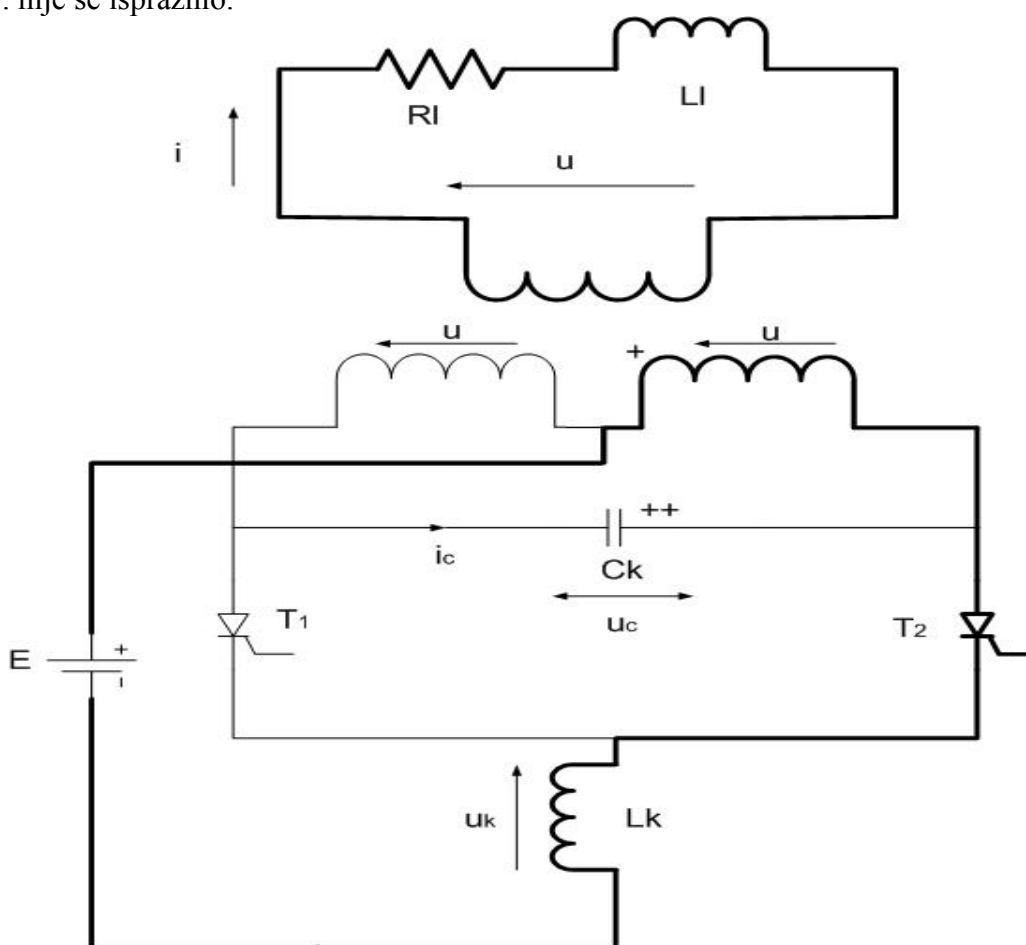 . nije se ispraznio.
Rl
Ll
i
u
u
+
u
++
ic
Ck
uc
T1
T2
E
+
-
uk
Lk